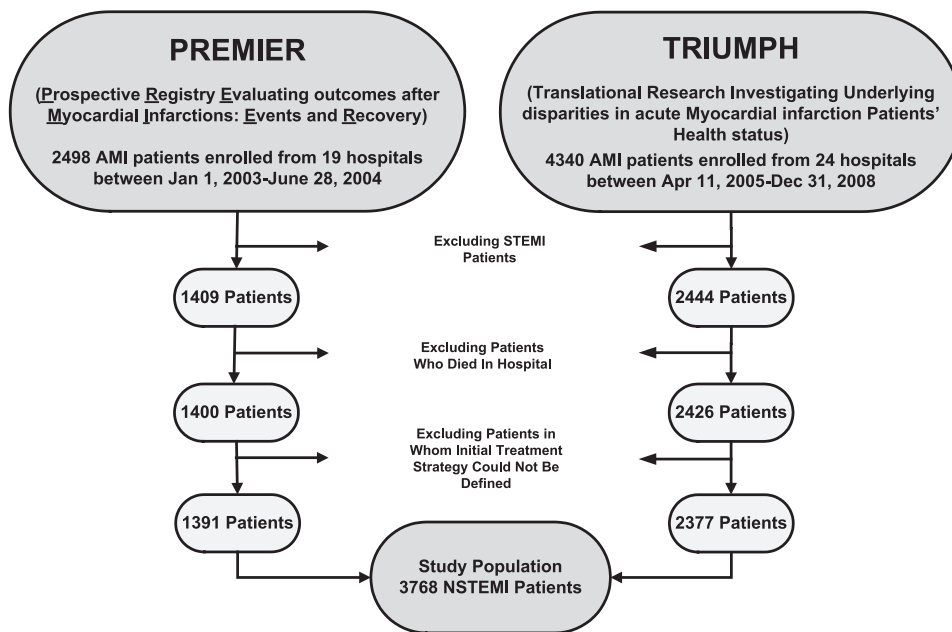 PREMIER
(Prospective Registry Evaluating outcomes after
Myocardial Infarctions: Events and Recovery)
2498 AMI patients enrolled from 19 hospitals
between Jan 1, 2003-June 28, 2004
TRIUMPH
(Translational Research Investigating Underlying
disparities in acute Myocardial infarction Patients'
Health status)
4340 AMI patients enrolled from 24 hospitals
between Apr 11, 2005-Dec 31, 2008
Excluding STEMI
Patients
1409 Patients
2444 Patients
Excluding Patients
Who Died In Hospital
1400 Patients
2426 Patients
Excluding Patients in
Whom Initial Treatment
Strategy Could Not Be
Defined
1391 Patients
2377 Patients
Study Population
3768 NSTEMI Patients